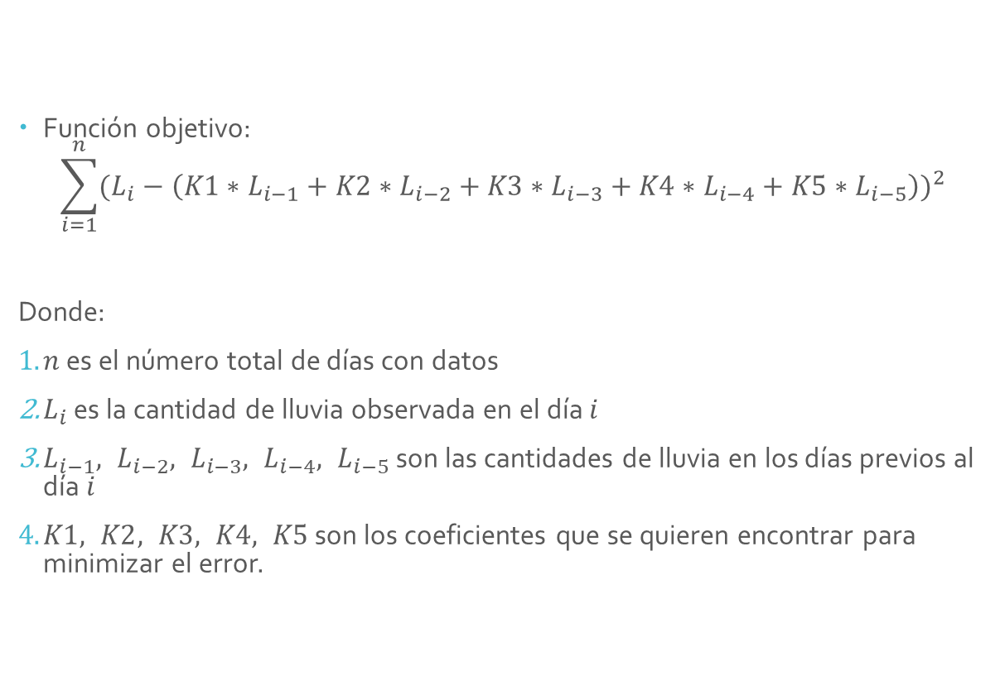 • Función objetivo:
$\sum_{i=1}^{n}(L_i - (K1 * L_{i-1} + K2 * L_{i-2} + K3 * L_{i-3} + K4 * L_{i-4} + K5 * L_{i-5}))^2$
Donde:
1. $n$ es el número total de días con datos
2. $L_i$ es la cantidad de lluvia observada en el día $i$
3. $L_{i-1}$, $L_{i-2}$, $L_{i-3}$, $L_{i-4}$, $L_{i-5}$ son las cantidades de lluvia en los días previos al
día $i$
4. $K1$, $K2$, $K3$, $K4$, $K5$ son los coeficientes que se quieren encontrar para
minimizar el error.